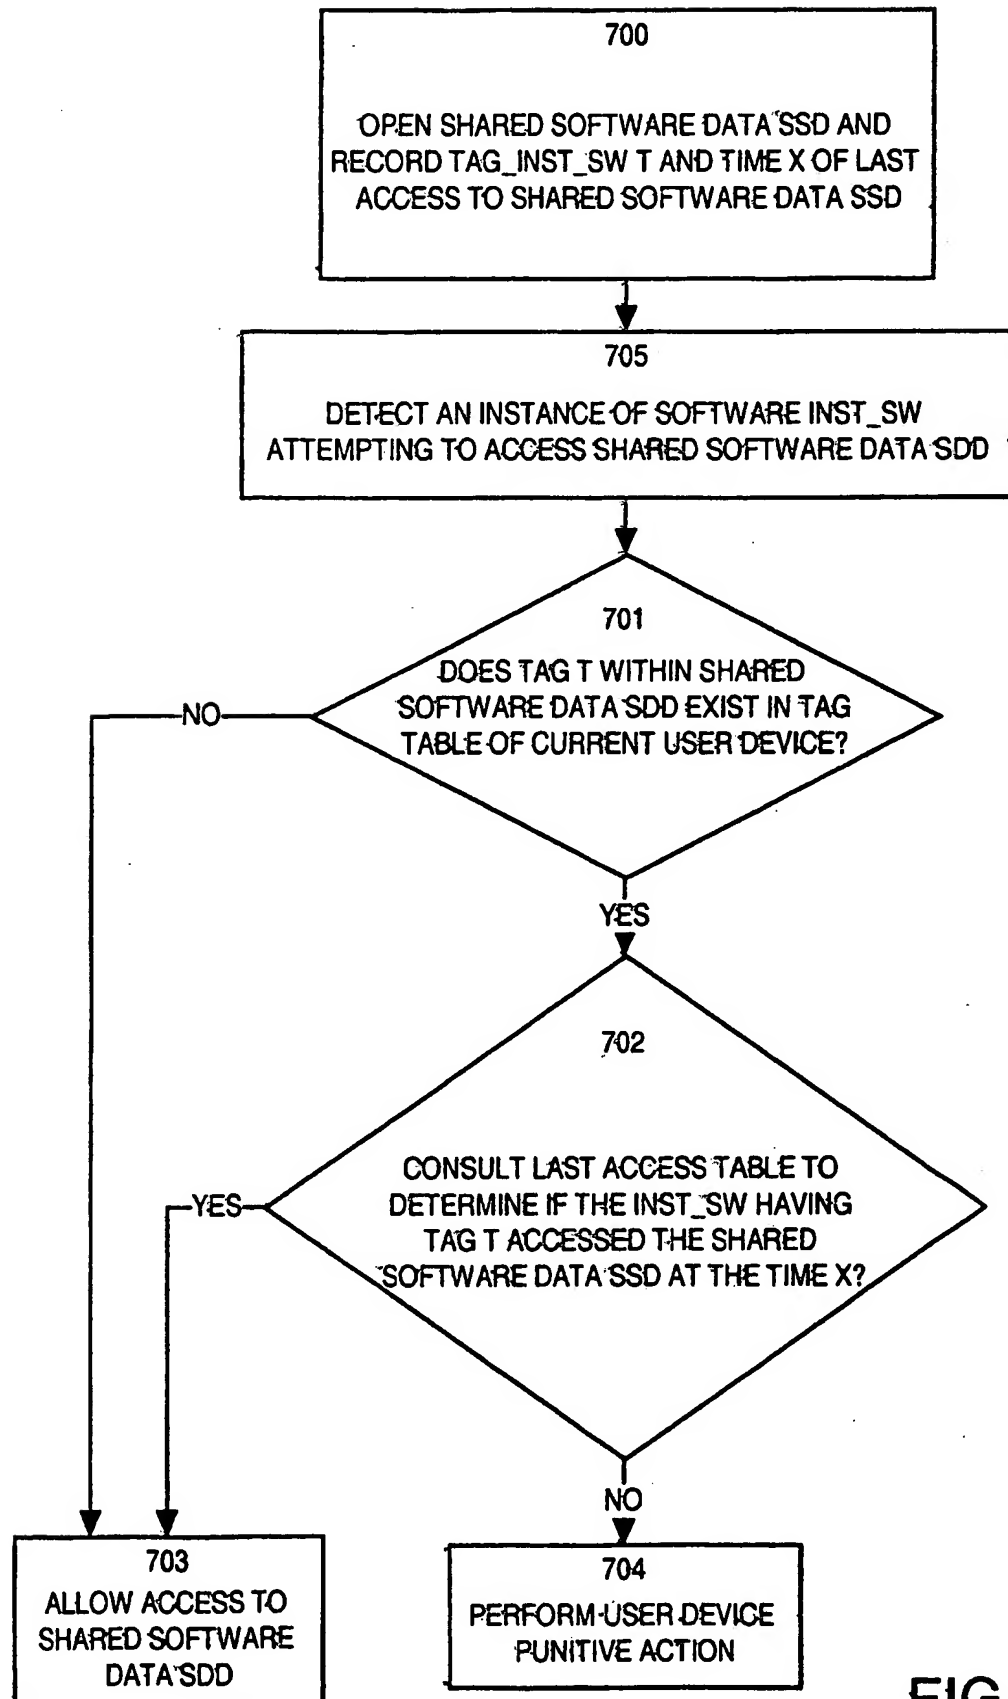 700
OPEN SHARED SOFTWARE DATA SSD AND
RECORD TAG_INST_SW T AND TIME X OF LAST
ACCESS TO SHARED SOFTWARE DATA SSD
705
DETECT AN INSTANCE OF SOFTWARE INST_SW
ATTEMPTING TO ACCESS SHARED SOFTWARE DATA SDD
701
DOES TAG T WITHIN SHARED
SOFTWARE DATA SDD EXIST IN TAG
TABLE OF CURRENT USER DEVICE?
NO
YES
702
CONSULT LAST ACCESS TABLE TO
DETERMINE IF THE INST_SW HAVING
TAG T ACCESSED THE SHARED
SOFTWARE DATA SSD AT THE TIME X?
YES
NO
703
ALLOW ACCESS TO
SHARED SOFTWARE
DATA SDD
704
PERFORM USER DEVICE
PUNITIVE ACTION
FIG